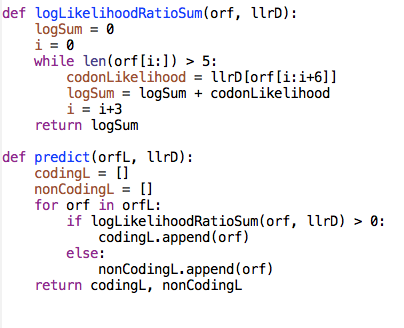 def logLikelihoodRatioSum(orf, llrD):
    logSum = 0
    i = 0
    while len(orf[i:]) > 5:
        codonLikelihood = llrD[orf[i:i+6]]
        logSum = logSum + codonLikelihood
        i = i+3
    return logSum

def predict(orfL, llrD):
    codingL = []
    nonCodingL = []
    for orf in orfL:
        if logLikelihoodRatioSum(orf, llrD) > 0:
            codingL.append(orf)
        else:
            nonCodingL.append(orf)
    return codingL, nonCodingL